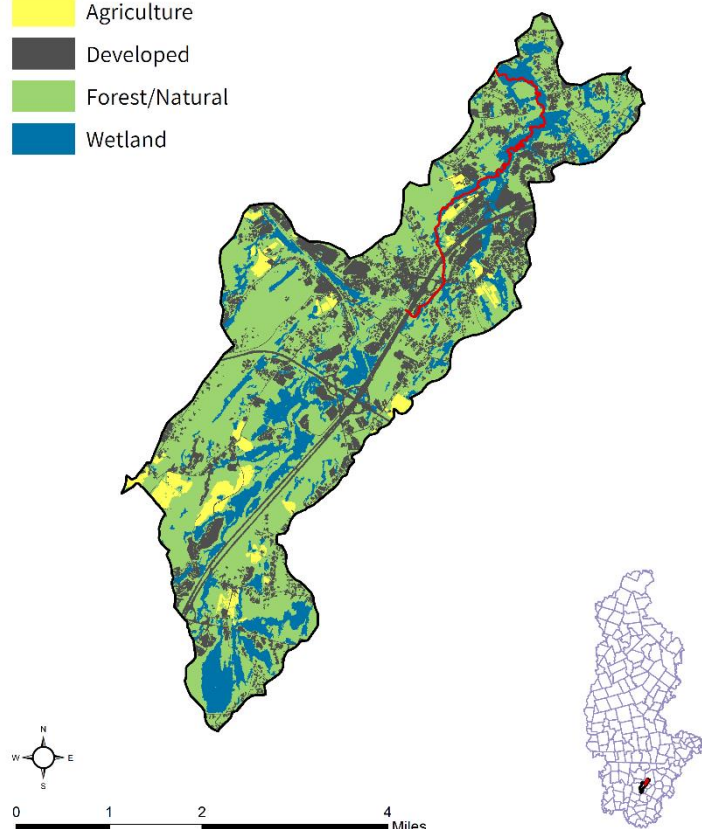 Agriculture
Developed
Forest/Natural
Wetland
N
W E
S
0 1 2 4
Miles